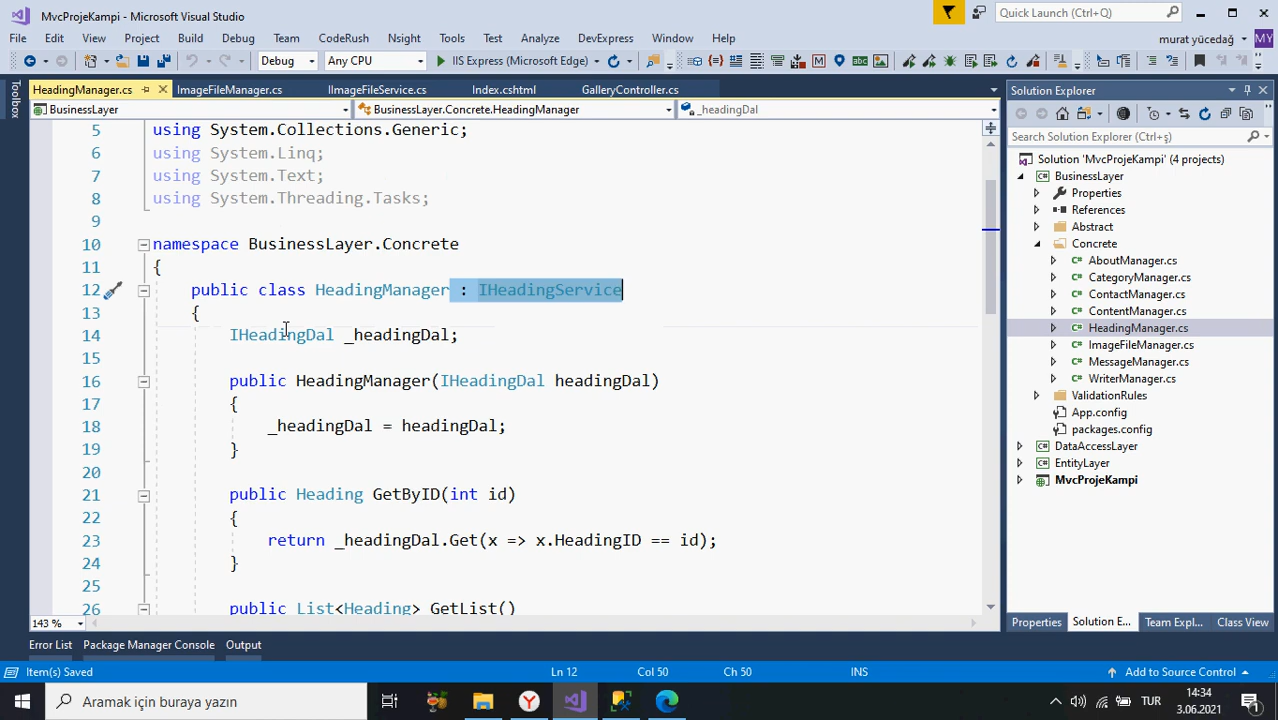 MvcProjeKampi - Microsoft Visual Studio
Quick Launch (Ctrl+Q)
File Edit View Project Build Debug Team CodeRush Nsight Tools Test Analyze DevExpress Window Help
murat yücedağ MY
Debug Any CPU IIS Express (Microsoft Edge)
Toolbox
HeadingManager.cs ImageFileManager.cs IImageFileService.cs Index.cshtml GalleryController.cs
BusinessLayer BusinessLayer.Concrete.HeadingManager _headingDal
5 using System.Collections.Generic;
6 using System.Linq;
7 using System.Text;
8 using System.Threading.Tasks;
9
10 namespace BusinessLayer.Concrete
11 {
12 public class HeadingManager : IHeadingService
13 {
14 IHeadingDal _headingDal;
15
16 public HeadingManager(IHeadingDal headingDal)
17 {
18 _headingDal = headingDal;
19 }
20
21 public Heading GetByID(int id)
22 {
23 return _headingDal.Get(x => x.HeadingID == id);
24 }
25
26 public List<Heading> GetList()
143 %
Solution Explorer
Search Solution Explorer (Ctrl+ş)
Solution 'MvcProjeKampi' (4 projects)
BusinessLayer
Properties
References
Abstract
Concrete
AboutManager.cs
CategoryManager.cs
ContactManager.cs
ContentManager.cs
HeadingManager.cs
ImageFileManager.cs
MessageManager.cs
WriterManager.cs
ValidationRules
App.config
packages.config
DataAccessLayer
EntityLayer
MvcProjeKampi
Properties Solution E... Team Expl... Class View
Error List Package Manager Console Output
Item(s) Saved Ln 12 Col 50 Ch 50 INS Add to Source Control
Aramak için buraya yazın
TUR
14:34
3.06.2021
1